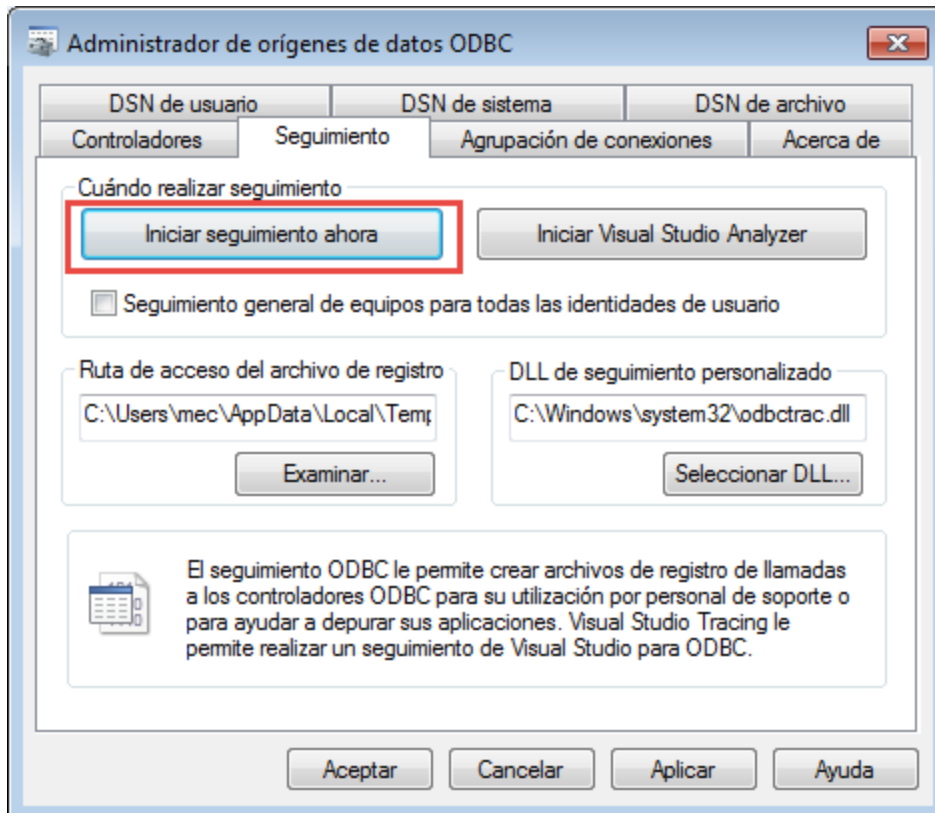 Administrador de orígenes de datos ODBC
DSN de usuario
DSN de sistema
DSN de archivo
Controladores
Seguimiento
Agrupación de conexiones
Acerca de
Cuándo realizar seguimiento
Iniciar seguimiento ahora
Iniciar Visual Studio Analyzer
Seguimiento general de equipos para todas las identidades de usuario
Ruta de acceso del archivo de registro
C:\Users\mec\AppData\Local\Temp
Examinar...
DLL de seguimiento personalizado
C:\Windows\system32\odbctrac.dll
Seleccionar DLL...
El seguimiento ODBC le permite crear archivos de registro de llamadas
a los controladores ODBC para su utilización por personal de soporte o
para ayudar a depurar sus aplicaciones. Visual Studio Tracing le
permite realizar un seguimiento de Visual Studio para ODBC.
Aceptar
Cancelar
Aplicar
Ayuda